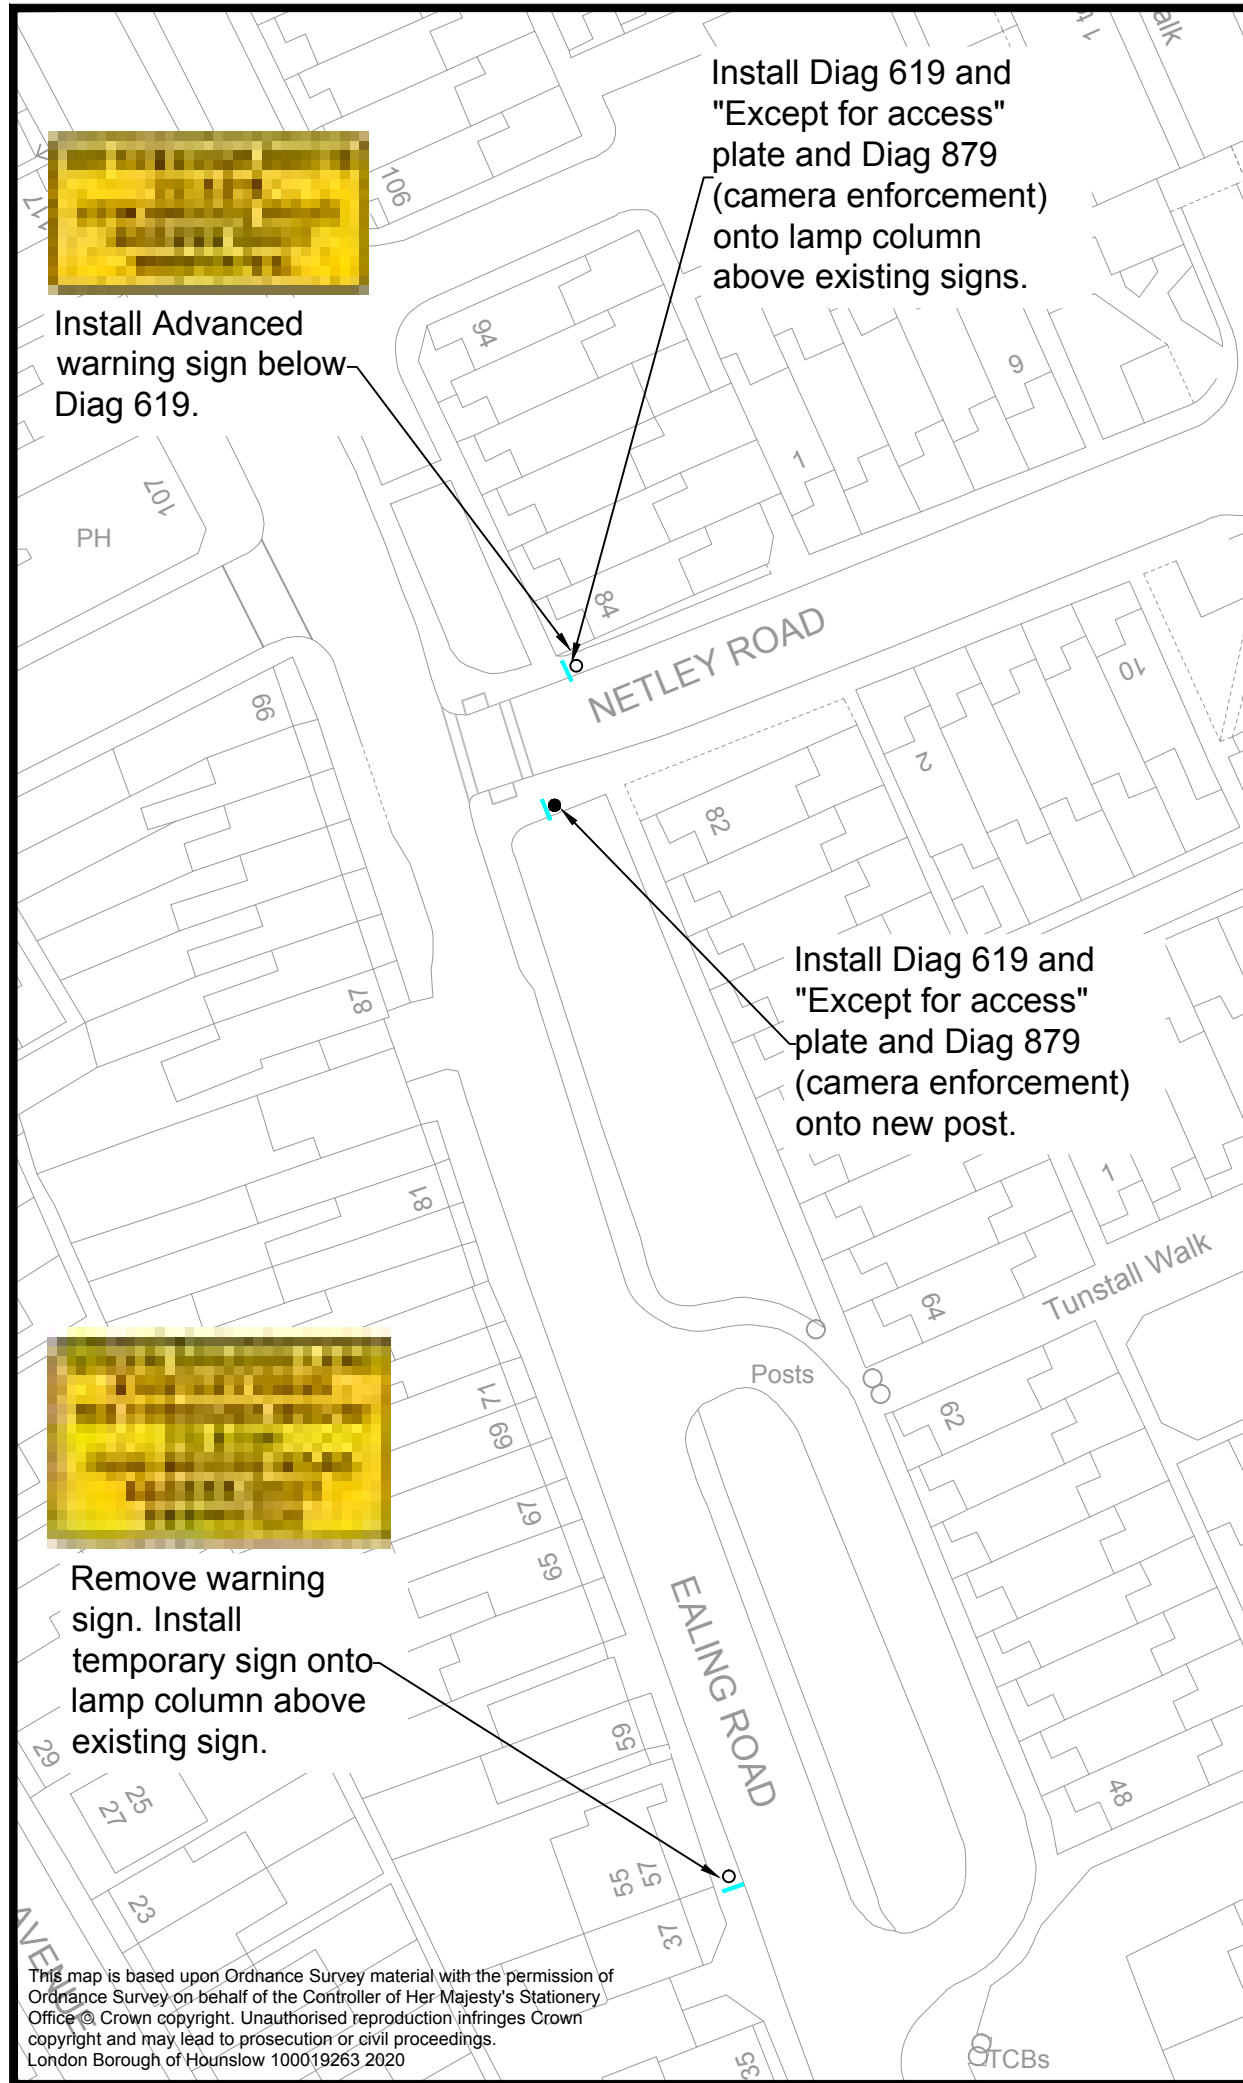 Install Diag 619 and
"Except for access"
plate and Diag 879
(camera enforcement)
onto lamp column
above existing signs.
Install Advanced
warning sign below
Diag 619.
alk
117
106
94
9
1
107
PH
84
NETLEY ROAD
10
2
99
82
87
Install Diag 619 and
"Except for access"
plate and Diag 879
(camera enforcement)
onto new post.
81
1
Tunstall Walk
64
Posts
62
71
69
67
65
Remove warning
sign. Install
temporary sign onto
lamp column above
existing sign.
EALING ROAD
59
29
25
27
48
57
55
23
37
AVENUE
This map is based upon Ordnance Survey material with the permission of
Ordnance Survey on behalf of the Controller of Her Majesty's Stationery
Office © Crown copyright. Unauthorised reproduction infringes Crown
copyright and may lead to prosecution or civil proceedings.
London Borough of Hounslow 100019263 2020
35
TCBs